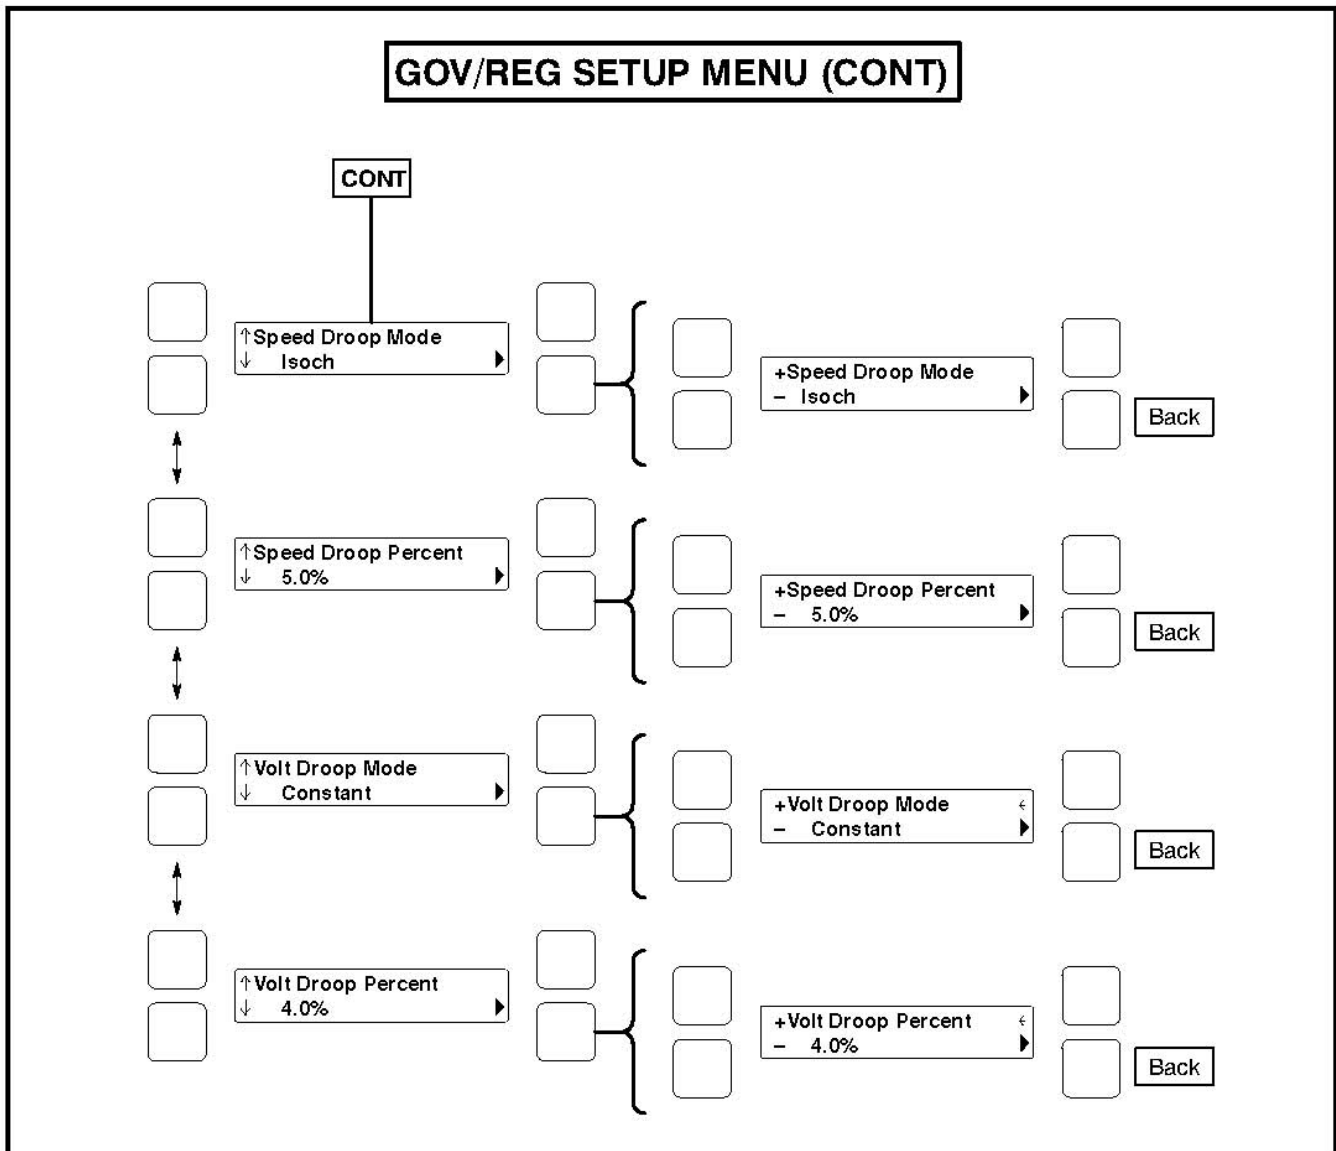 GOV/REG SETUP MENU (CONT)
CONT
↑Speed Droop Mode
↓ Isoch ▶
+Speed Droop Mode
– Isoch ▶
Back
↑Speed Droop Percent
↓ 5.0% ▶
+Speed Droop Percent
– 5.0% ▶
Back
↑Volt Droop Mode
↓ Constant ▶
+Volt Droop Mode ←
– Constant ▶
Back
↑Volt Droop Percent
↓ 4.0% ▶
+Volt Droop Percent ←
– 4.0% ▶
Back